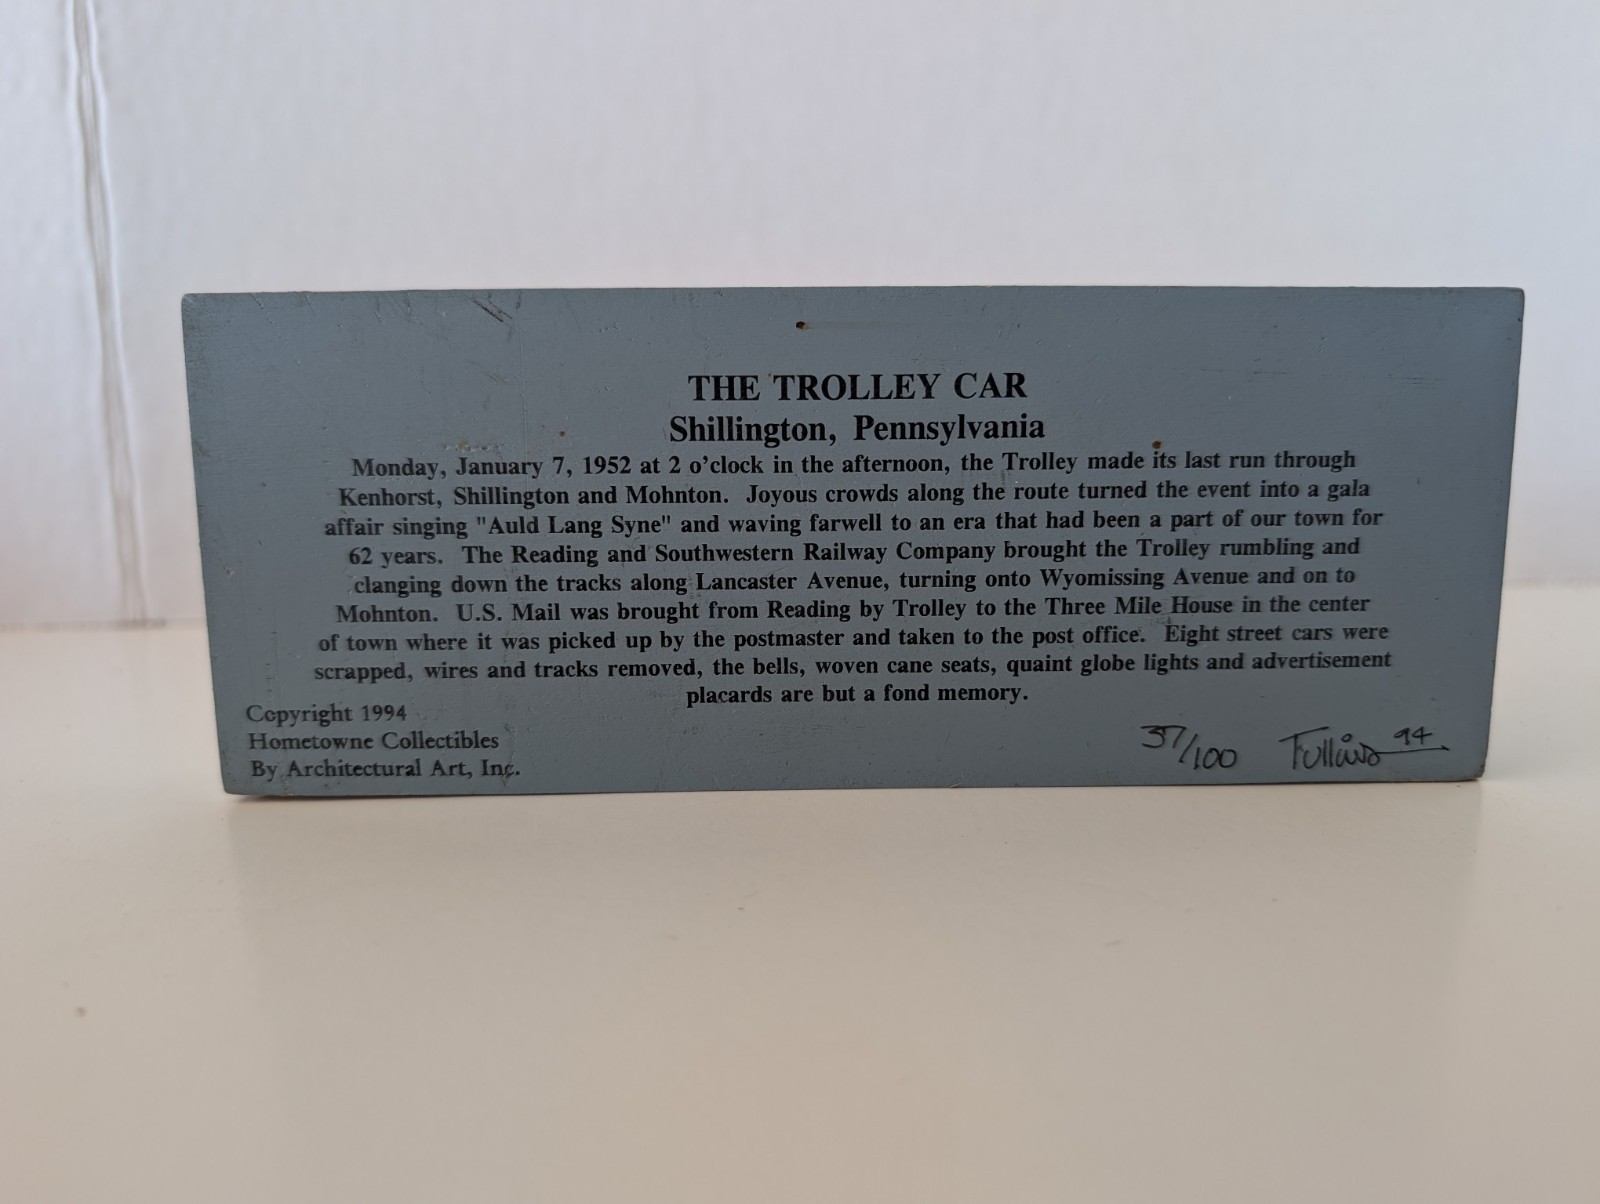 THE TROLLEY CAR
Shillington, Pennsylvania
Monday, January 7, 1952 at 2 o'clock in the afternoon, the Trolley made its last run through
Kenhorst, Shillington and Mohnton. Joyous crowds along the route turned the event into a gala
affair singing "Auld Lang Syne" and waving farwell to an era that had been a part of our town for
62 years. The Reading and Southwestern Railway Company brought the Trolley rumbling and
clanging down the tracks along Lancaster Avenue, turning onto Wyomissing Avenue and on to
Mohnton. U.S. Mail was brought from Reading by Trolley to the Three Mile House in the center
of town where it was picked up by the postmaster and taken to the post office. Eight street cars were
scrapped, wires and tracks removed, the bells, woven cane seats, quaint globe lights and advertisement
placards are but a fond memory.
Copyright 1994
Hometowne Collectibles
By Architectural Art, Inc.
37/100 94